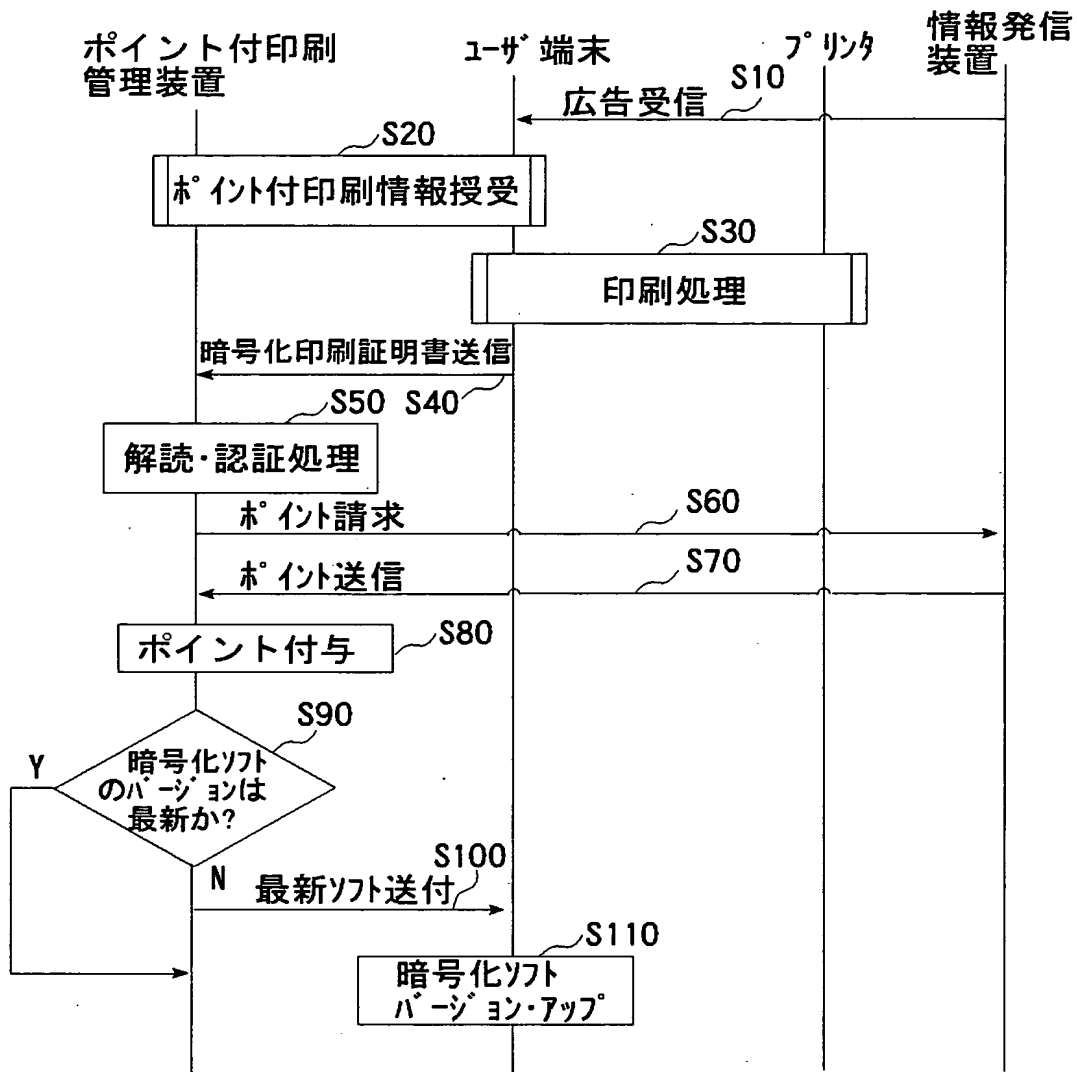 ポイント付印刷
管理装置
ﾕｰｻﾞ端末
ﾌﾟﾘﾝﾀ
情報発信
装置
広告受信
S10
S20
ﾎﾟｲﾝﾄ付印刷情報授受
S30
印刷処理
暗号化印刷証明書送信
S40
S50
解読・認証処理
ﾎﾟｲﾝﾄ請求
S60
ﾎﾟｲﾝﾄ送信
S70
ポイント付与
S80
S90
暗号化ｿﾌﾄ
のﾊﾞｰｼﾞｮﾝは
最新か?
Y
N
最新ｿﾌﾄ送付
S100
S110
暗号化ｿﾌﾄ
ﾊﾞｰｼﾞｮﾝ・ｱｯﾌﾟ